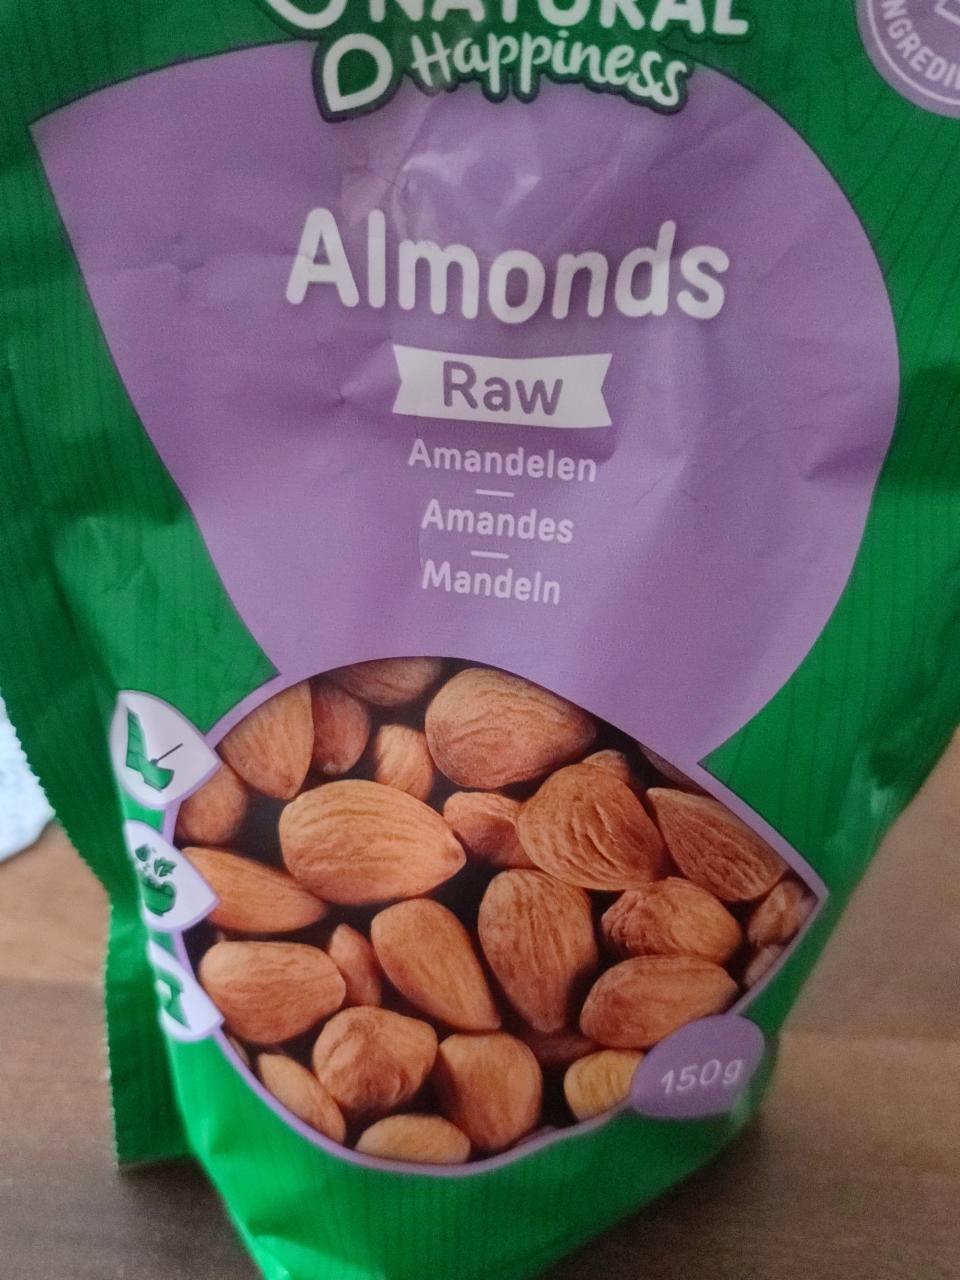 NATURAL
Happiness
Almonds
Raw
Amandelen
Amandes
Mandeln
150g